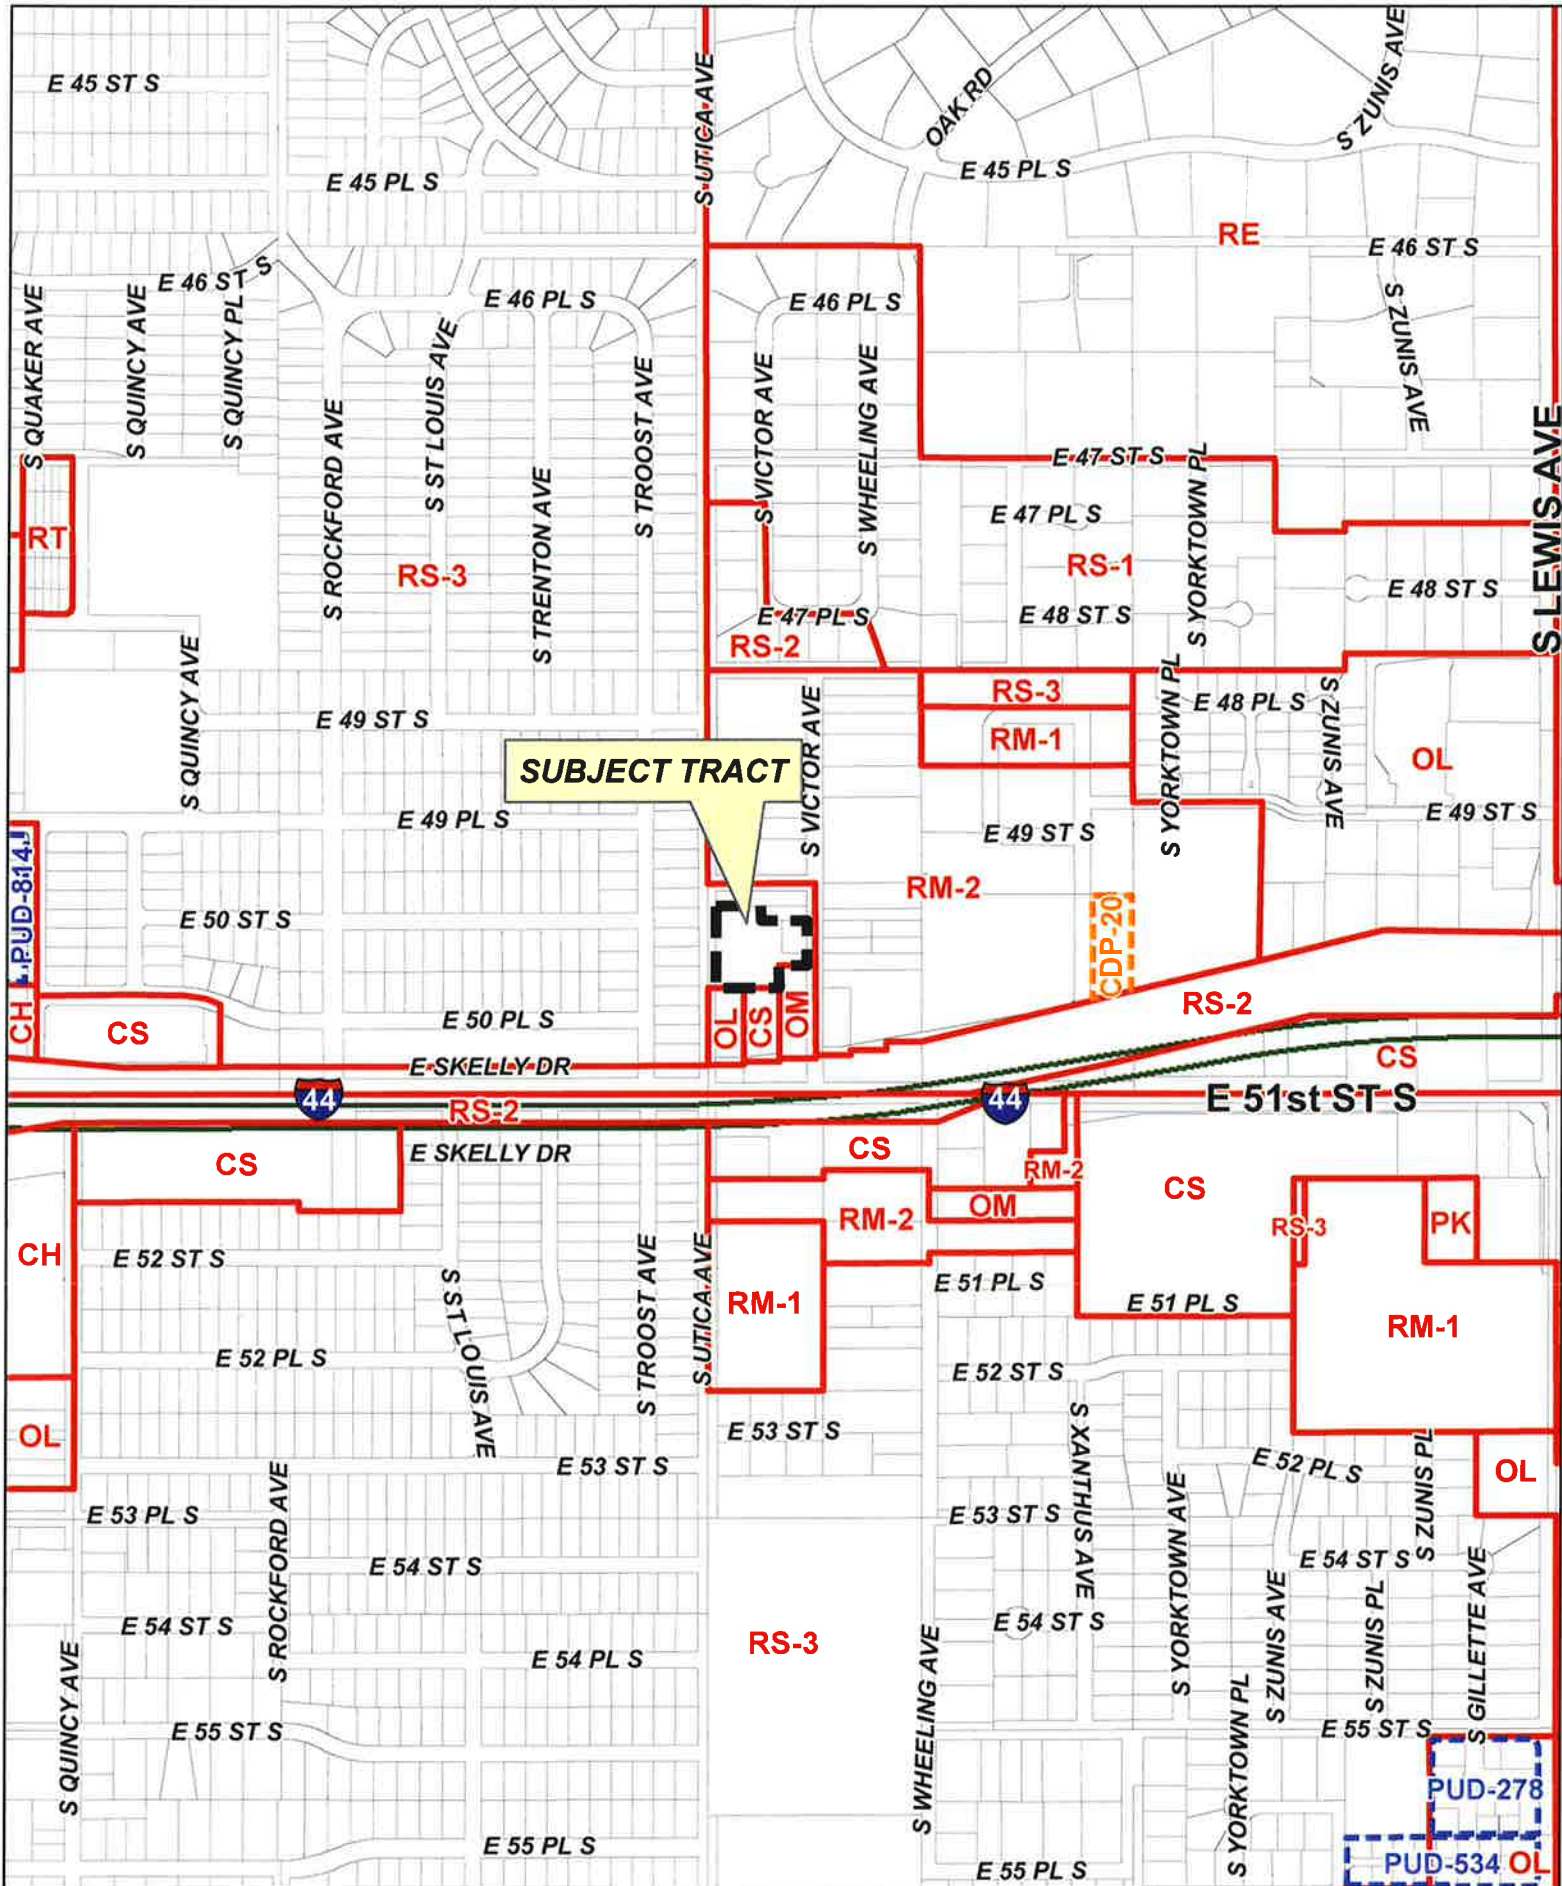 E 45 ST S
S UTICA AVE
OAK RD
S ZUNIS AVE
E 45 PL S
E 45 PL S
RE
E 46 ST S
E 46 ST S
E 46 PL S
E 46 PL S
S ZUNIS AVE
S QUAKER AVE
S QUINCY AVE
S QUINCY PL
S ROCKFORD AVE
S ST LOUIS AVE
S TRENTON AVE
S TROOST AVE
S VICTOR AVE
S WHEELING AVE
E 47 ST S
S YORKTOWN PL
S LEWIS AVE
RT
RS-3
E 47 PL S
RS-1
E 48 ST S
E 48 ST S
E 47 PL S
RS-2
S QUINCY AVE
E 49 ST S
S VICTOR AVE
RS-3
RM-1
S YORKTOWN PL
E 48 PL S
S ZUNIS AVE
OL
SUBJECT TRACT
E 49 PL S
E 49 ST S
E 49 ST S
PUD-814
E 50 ST S
RM-2
CDP-20
CH
CS
E 50 PL S
OL
CS
OM
RS-2
E SKELLY DR
CS
44
RS-2
44
E 51st ST S
E SKELLY DR
CS
CS
RM-2
CS
CH
E 52 ST S
RM-2
OM
RS-3
PK
S ST LOUIS AVE
S TROOST AVE
S UTICA AVE
RM-1
E 51 PL S
E 51 PL S
RM-1
E 52 PL S
E 52 ST S
OL
E 53 ST S
E 53 ST S
S XANTHUS AVE
E 52 PL S
S ZUNIS PL
OL
E 53 PL S
S ROCKFORD AVE
E 53 ST S
S YORKTOWN AVE
E 54 ST S
E 54 ST S
S GILLETTE AVE
E 54 ST S
E 54 ST S
S ZUNIS AVE
S ZUNIS PL
RS-3
E 54 PL S
S QUINCY AVE
S WHEELING AVE
S YORKTOWN PL
E 55 ST S
E 55 ST S
PUD-278
E 55 PL S
E 55 PL S
PUD-534
OL